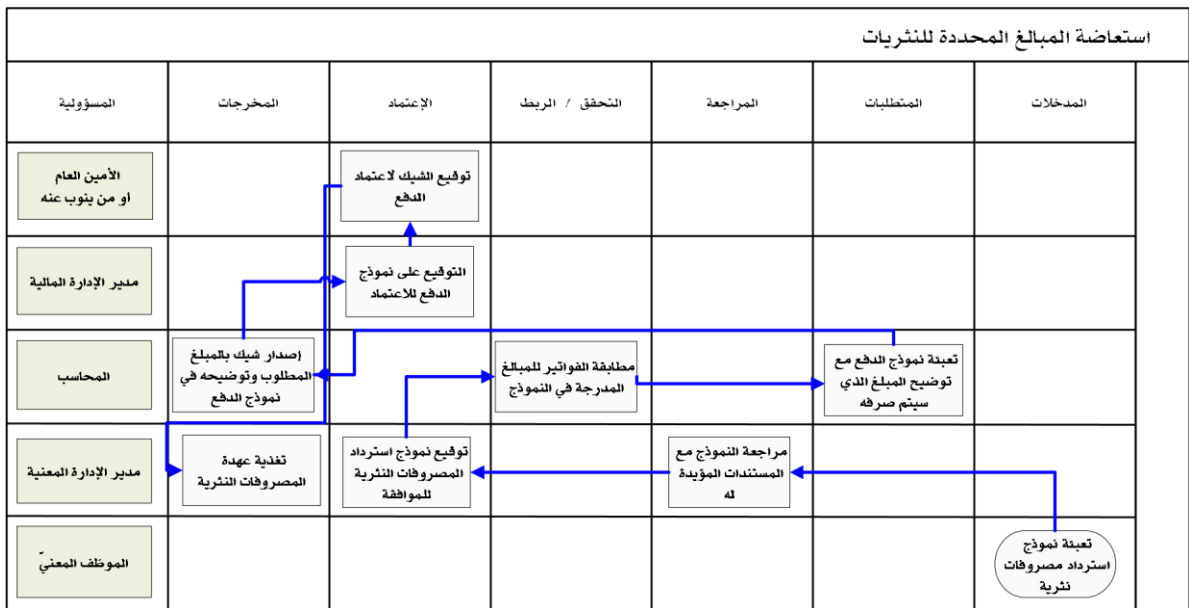 استعاضة المبالغ المحددة للنثريات
المدخلات
المتطلبات
المراجعة
التحقق / الربط
الإعتماد
المخرجات
المسؤولية
توقيع الشيك لاعتماد
الدفع
الأمين العام
او من ينوب عنه
التوقيع على نموذج
الدفع للاعتماد
مدير الإدارة المالية
تعبئة نموذج الدفع مع
توضيح المبلغ الذي
سيتم صرفه
مطابقة الفواتير للمبالغ
المدرجة في النموذج
إصدار شيك بالمبلغ
المطلوب وتوضيحه في
نموذج الدفع
المحاسب
مراجعة النموذج مع
المستندات المؤيدة
له
توقيع نموذج استرداد
المصروفات النثرية
للموافقة
تغذية عهدة
المصروفات النثرية
مدير الإدارة المعنية
تعبئة نموذج
استرداد مصروفات
نثرية
الموظف المعنيّ